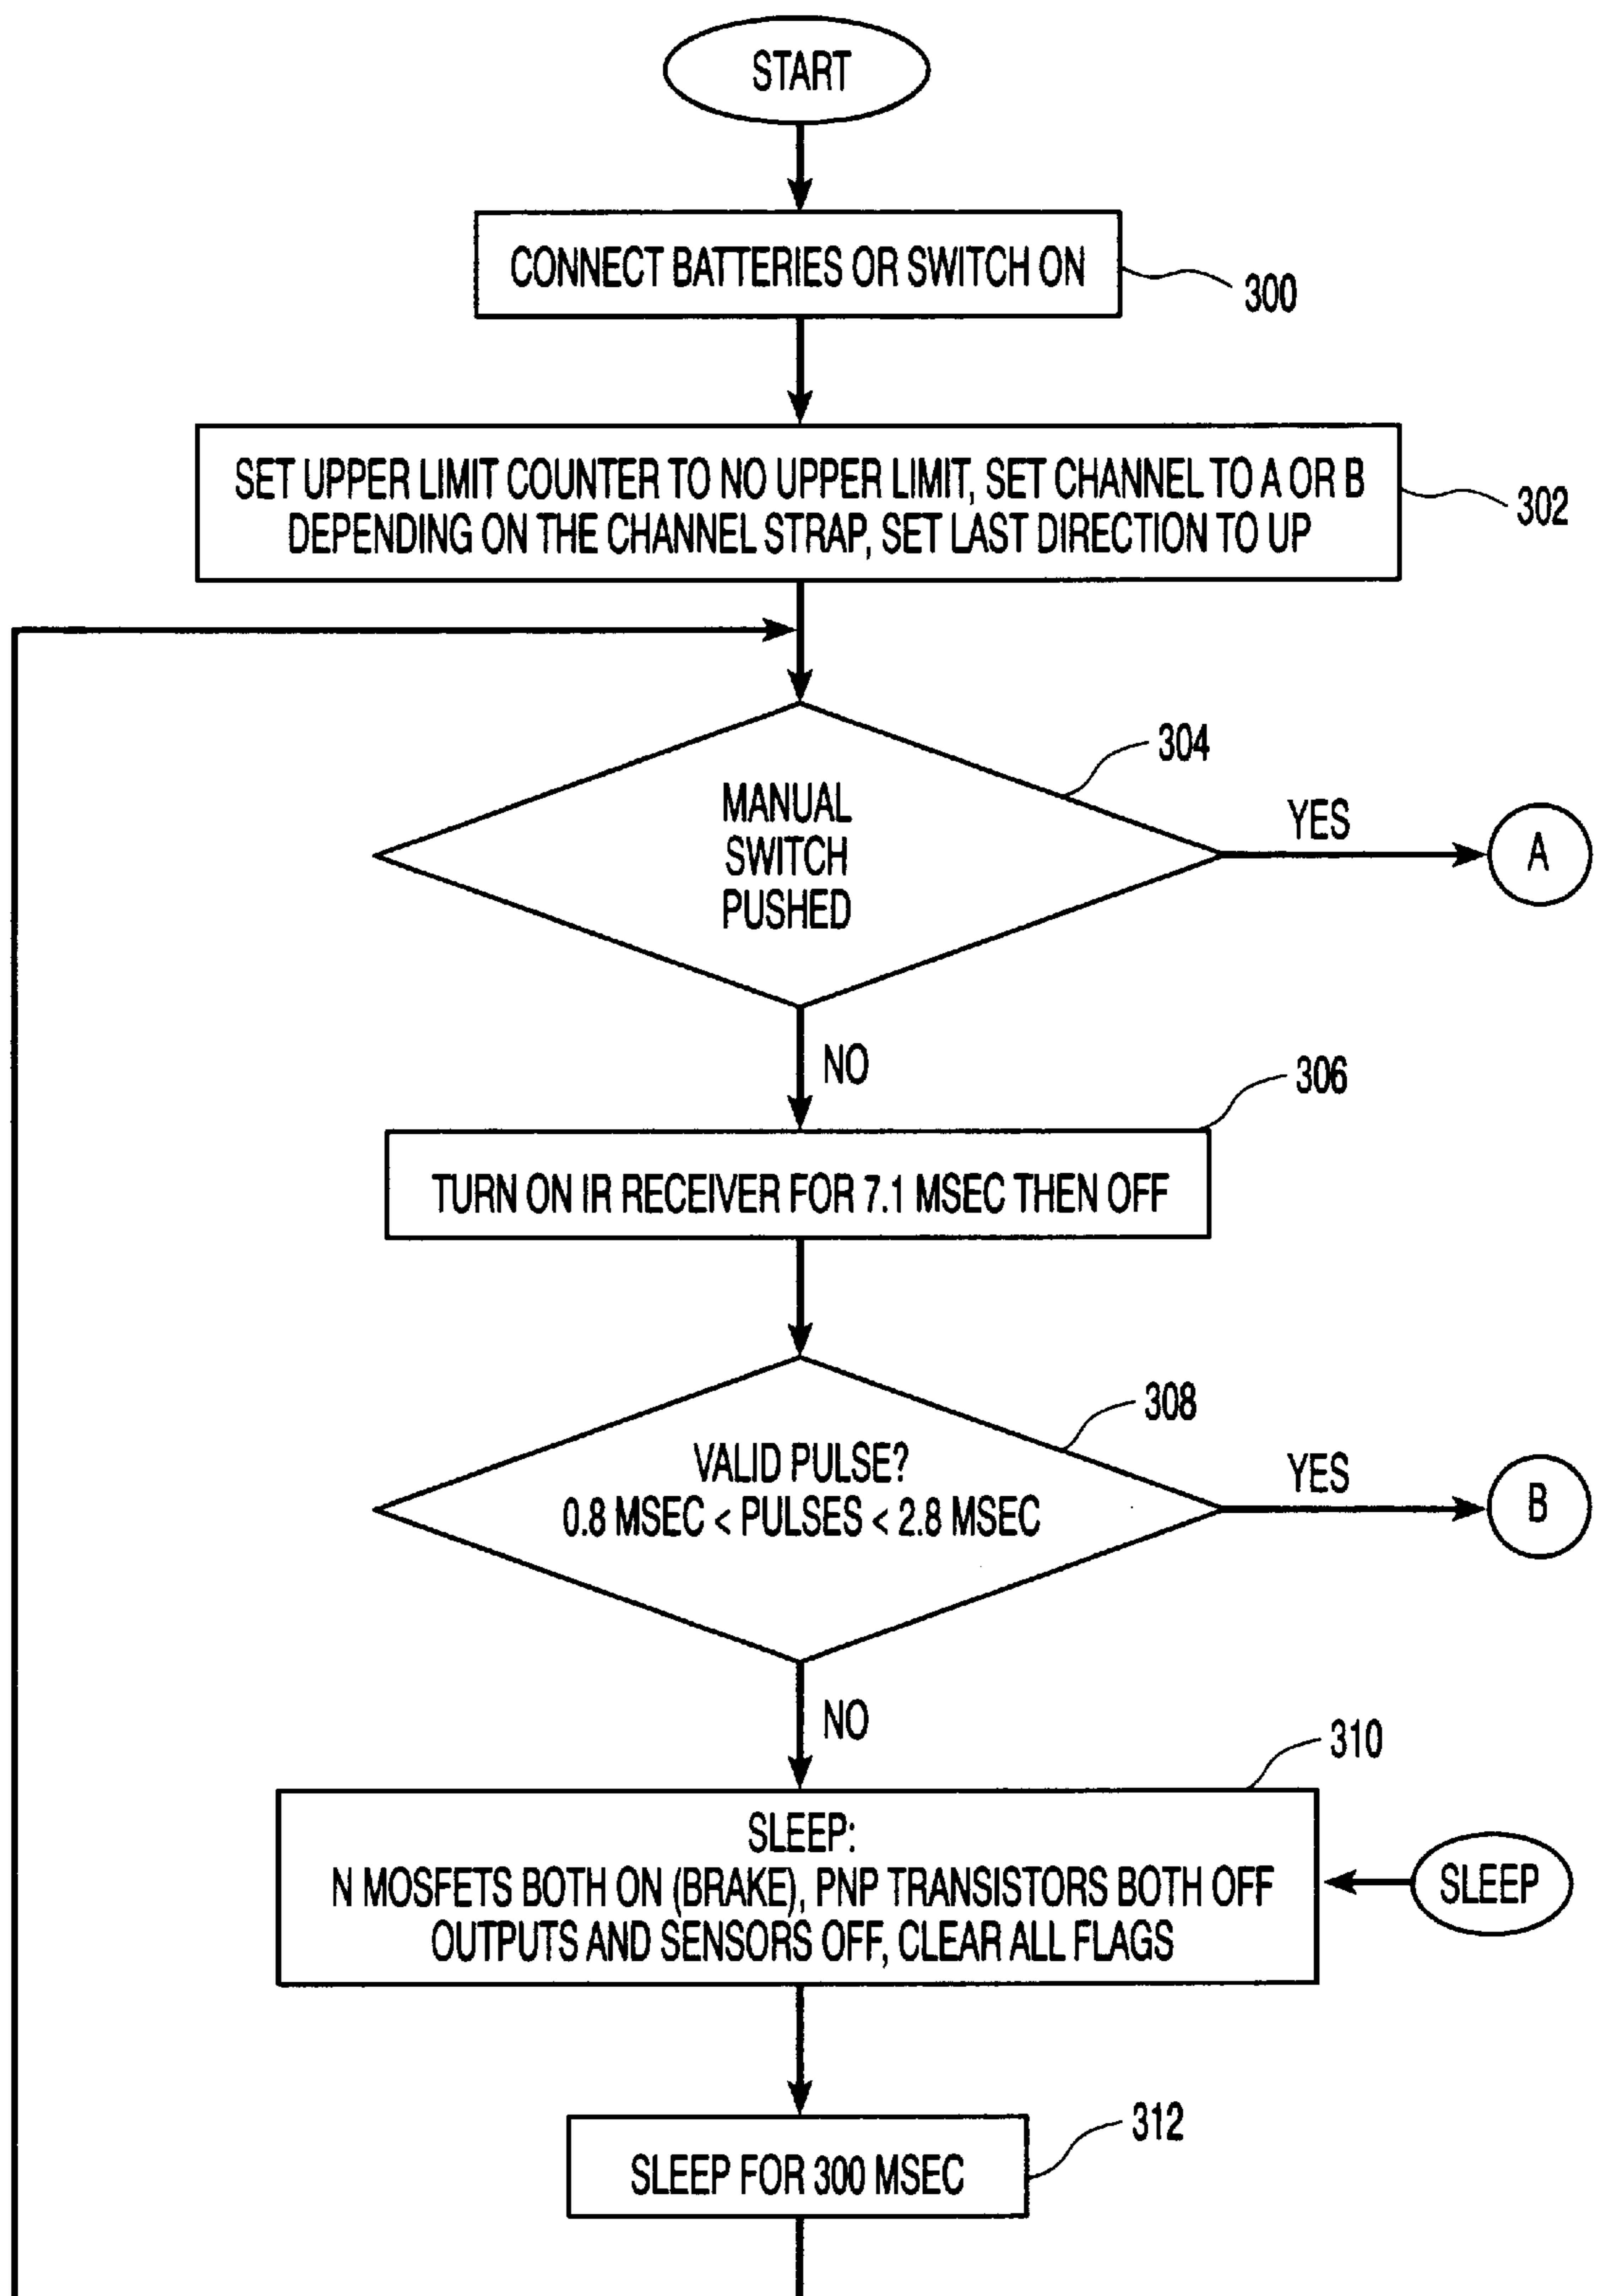 START
CONNECT BATTERIES OR SWITCH ON
300
SET UPPER LIMIT COUNTER TO NO UPPER LIMIT, SET CHANNEL TO A OR B
DEPENDING ON THE CHANNEL STRAP, SET LAST DIRECTION TO UP
302
304
MANUAL
SWITCH
PUSHED
YES
A
NO
306
TURN ON IR RECEIVER FOR 7.1 MSEC THEN OFF
308
VALID PULSE?
0.8 MSEC < PULSES < 2.8 MSEC
YES
B
NO
310
SLEEP:
N MOSFETS BOTH ON (BRAKE), PNP TRANSISTORS BOTH OFF
OUTPUTS AND SENSORS OFF, CLEAR ALL FLAGS
SLEEP
312
SLEEP FOR 300 MSEC